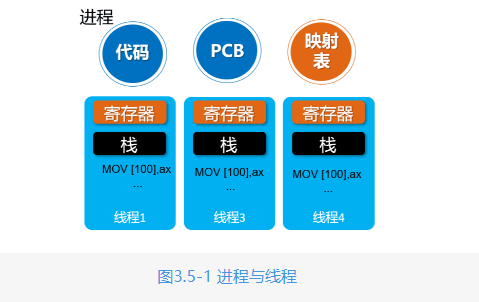 进程
代码
PCB
映射
表
寄存器
栈
MOV [100],ax
...
线程1
寄存器
栈
MOV [100],ax
...
线程3
寄存器
栈
MOV [100],ax
...
线程4
图3.5-1 进程与线程